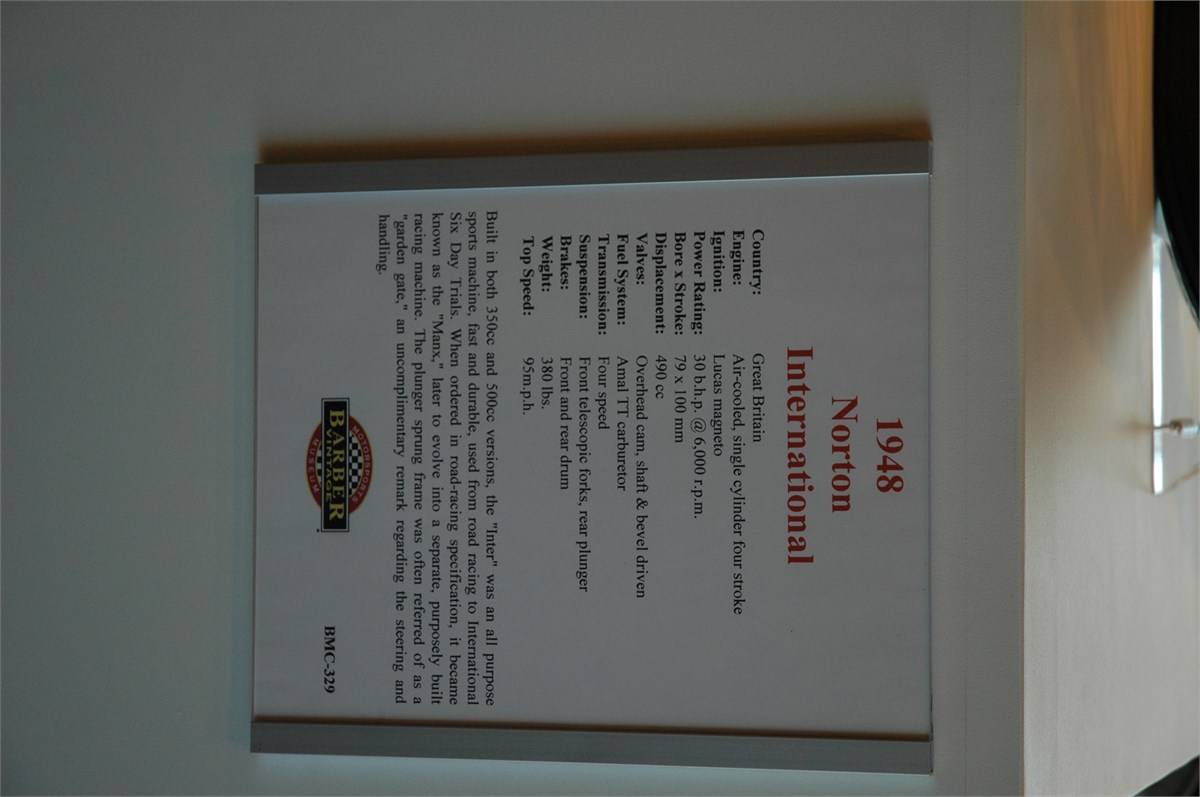 1948
Norton
International
Country: Great Britain
Engine: Air-cooled, single cylinder four stroke
Ignition: Lucas magneto
Power Rating: 30 b.h.p. @ 6,000 r.p.m.
Bore x Stroke: 79 x 100 mm
Displacement: 490 cc
Valves: Overhead cam, shaft & bevel driven
Fuel System: Amal TT carburetor
Transmission: Four speed
Suspension: Front telescopic forks, rear plunger
Brakes: Front and rear drum
Weight: 380 lbs.
Top Speed: 95m.p.h.
Built in both 350cc and 500cc versions, the "Inter" was an all purpose
sports machine, fast and durable, used from road racing to International
Six Day Trials. When ordered in road-racing specification, it became
known as the "Manx," later to evolve into a separate, purposely built
racing machine. The plunger sprung frame was often referred of as a
"garden gate," an uncomplimentary remark regarding the steering and
handling.
MOTORSPORTS
BARBER
VINTAGE
MUSEUM
BMC-329